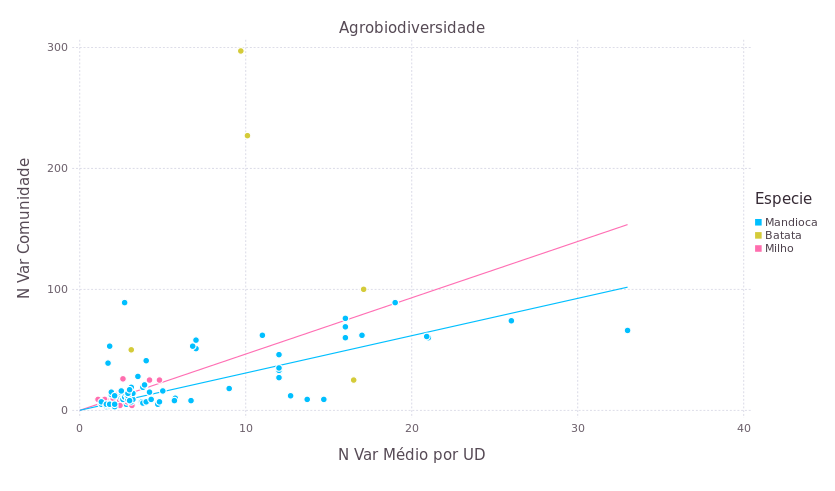 Agrobiodiversidade
N Var Comunidade
300
200
100
0
0 10 20 30 40
N Var Médio por UD
Especie
Mandioca
Batata
Milho